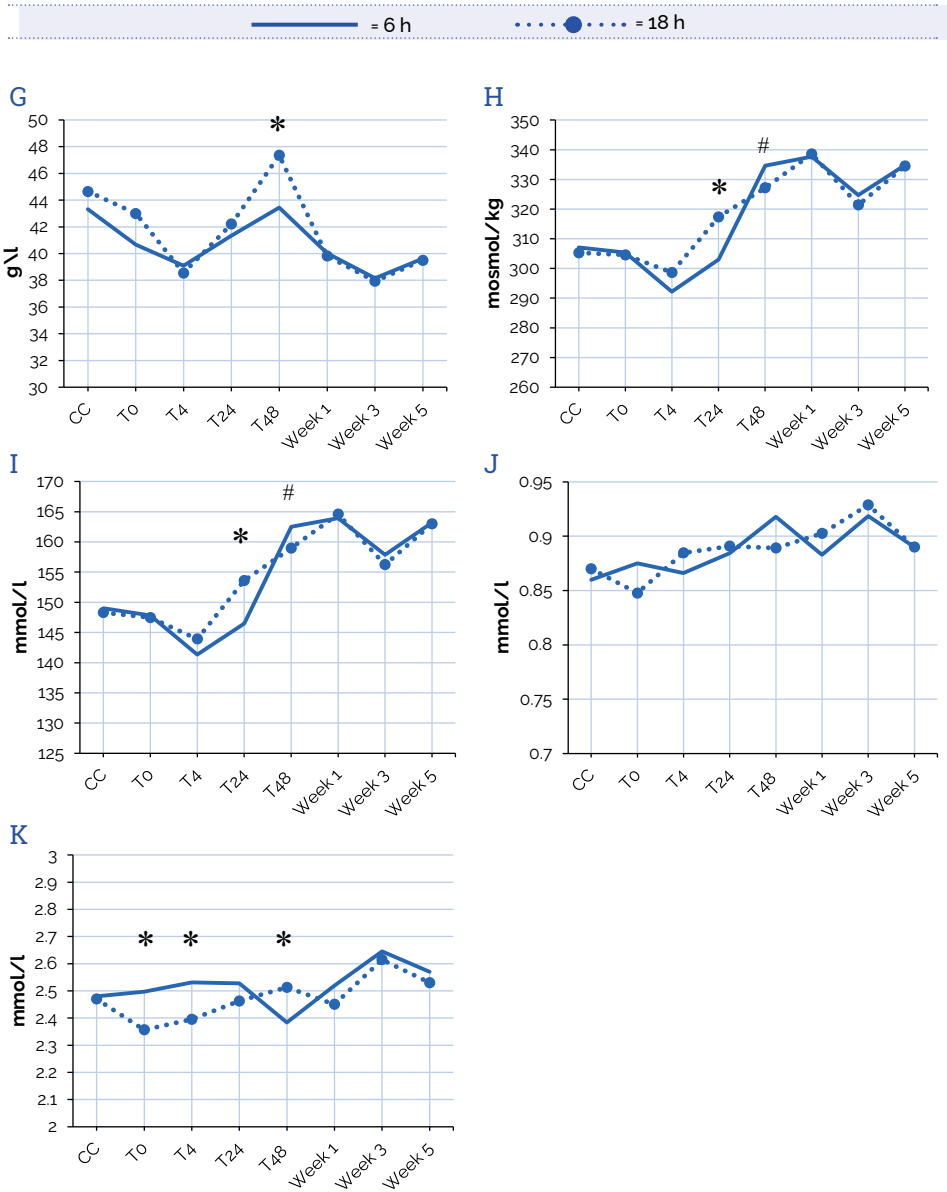 = 6 h
= 18 h
G
50
48
46
44
42
40
38
36
34
32
30
g\l
*
CC
T0
T4
T24
T48
Week 1
Week 3
Week 5
H
350
340
330
320
310
300
290
280
270
260
mosmol/kg
*
#
CC
T0
T4
T24
T48
Week 1
Week 3
Week 5
I
170
165
160
155
150
145
140
135
130
125
mmol/l
*
#
CC
T0
T4
T24
T48
Week 1
Week 3
Week 5
J
0.95
0.9
0.85
0.8
0.75
0.7
mmol/l
CC
T0
T4
T24
T48
Week 1
Week 3
Week 5
K
3
2.9
2.8
2.7
2.6
2.5
2.4
2.3
2.2
2.1
2
mmol/l
*
*
*
CC
T0
T4
T24
T48
Week 1
Week 3
Week 5